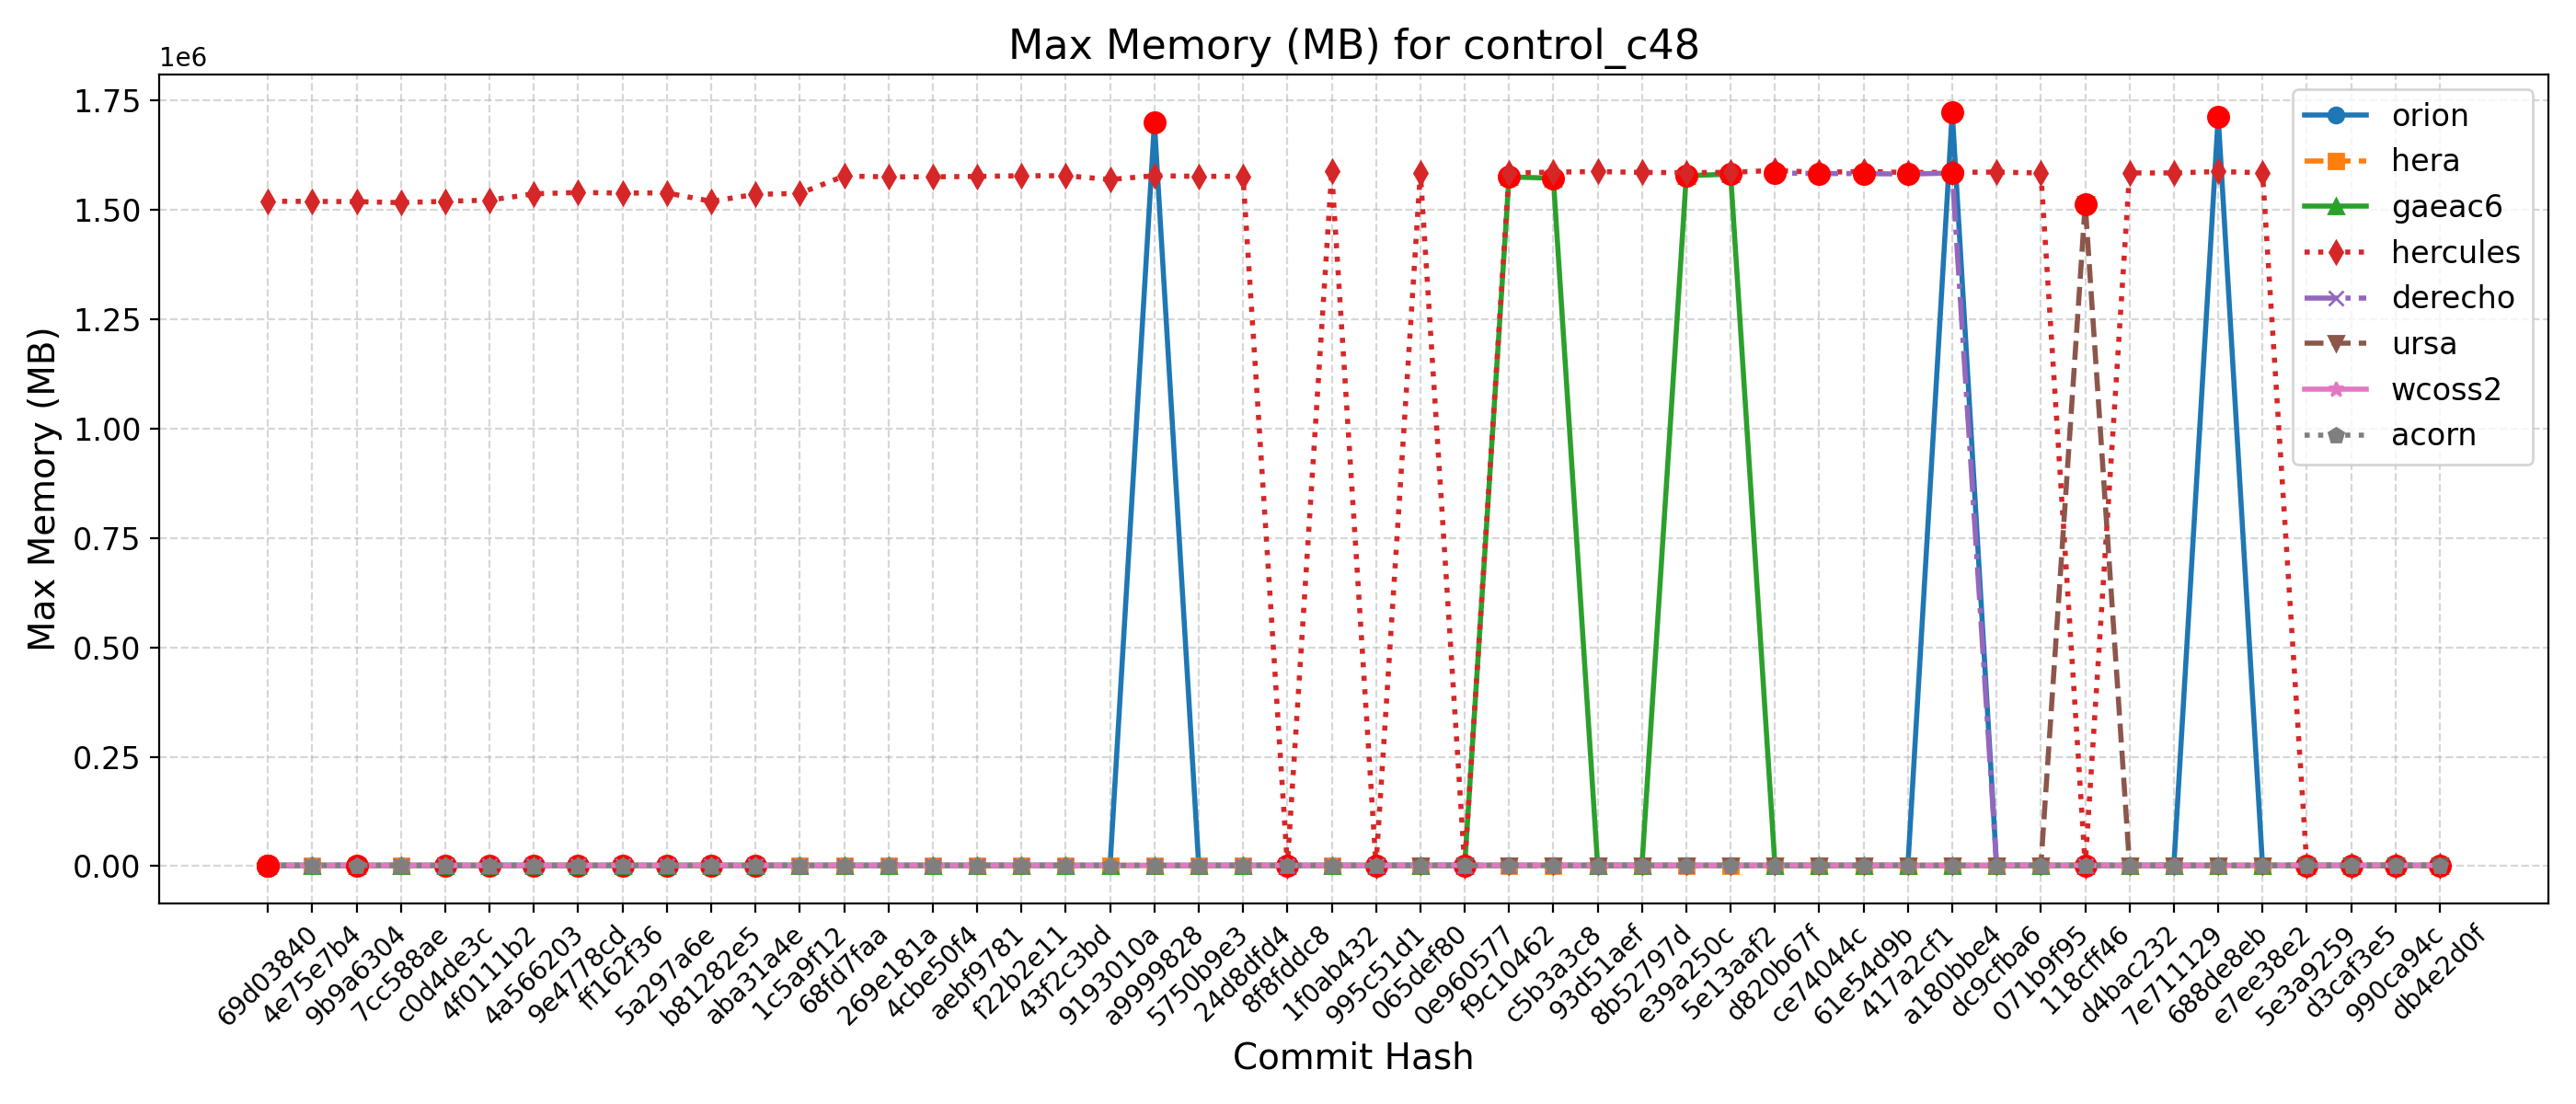 Max Memory (MB) for control_c48
1e6
1.75
1.50
1.25
1.00
0.75
0.50
0.25
0.00
Max Memory (MB)
orion
hera
gaeac6
hercules
derecho
ursa
wcoss2
acorn
69d03840
4e75e7b4
9b9a6304
7cc588ae
c0d4de3c
4f0111b2
4a566203
9e4778cd
ff162f36
5a297a6e
b81282e5
aba31a4e
1c5a9f12
68fd7faa
269e181a
4cbe50f4
aebf9781
f22b2e11
43f2c3bd
9193010a
a9999828
5750b9e3
24d8dfd4
8f8fddc8
1f0ab432
995c51d1
065def80
0e960577
f9c10462
c5b3a3c8
93d51aef
8b52797d
e39a250c
5e13aaf2
d820b67f
ce74044c
61e54d9b
417a2cf1
a180bbe4
dc9cfba6
071b9f95
118cff46
d4bac232
7e711129
688de8eb
e7ee38e2
5e3a9259
d3caf3e5
990ca94c
db4e2d0f
Commit Hash